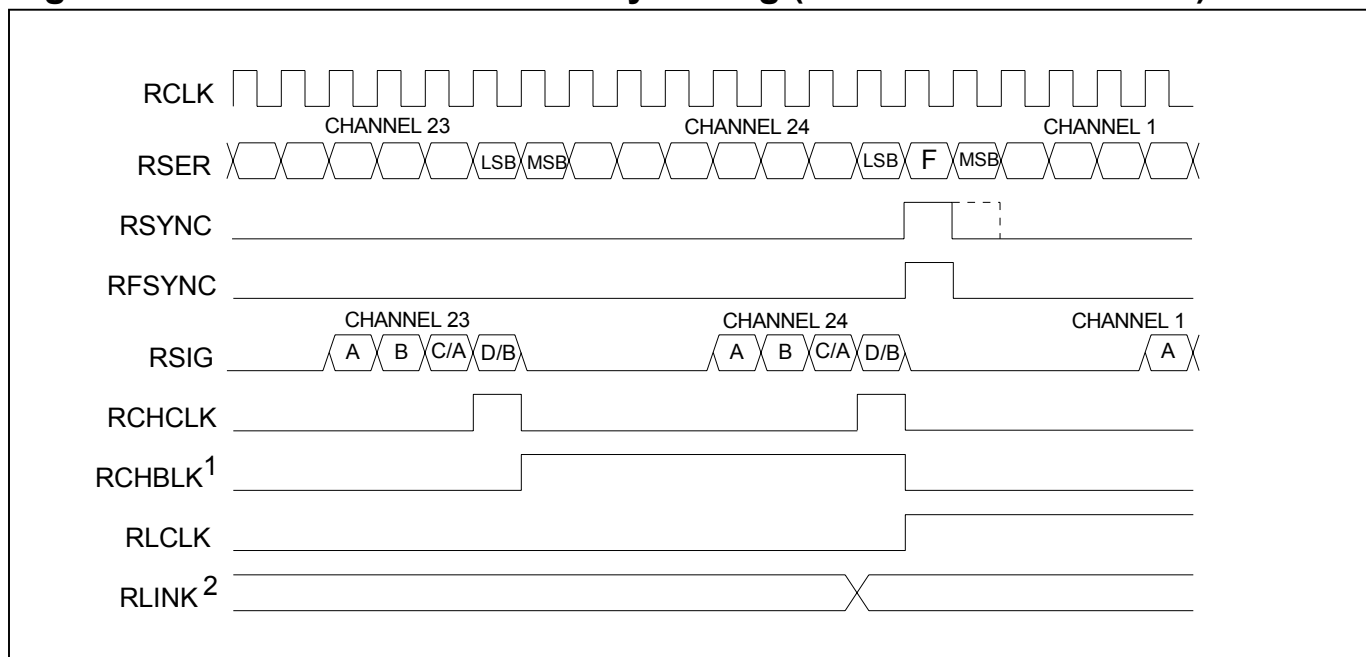 RCLK
CHANNEL 23 CHANNEL 24 CHANNEL 1
RSER LSB MSB LSB F MSB
RSYNC
RFSYNC
CHANNEL 23 CHANNEL 24 CHANNEL 1
RSIG A B C/A D/B A B C/A D/B A
RCHCLK
RCHBLK1
RLCLK
RLINK2